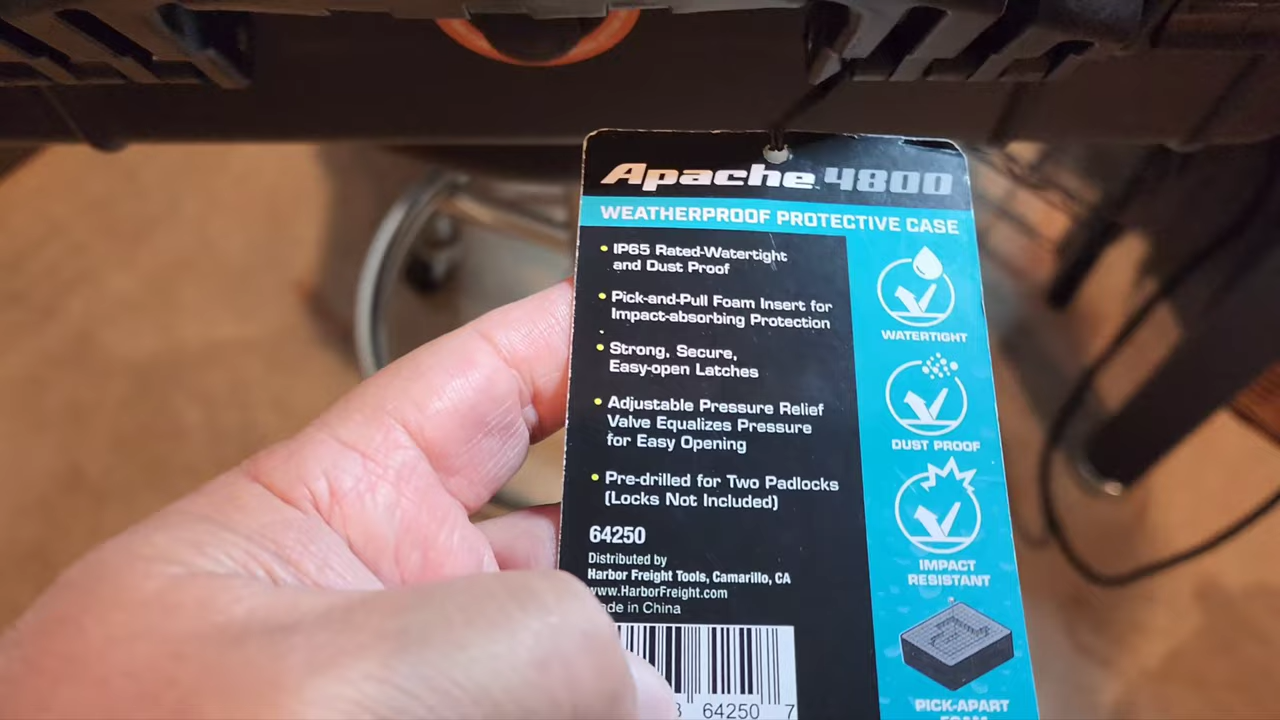 Apache 4800
WEATHERPROOF PROTECTIVE CASE
• IP65 Rated-Watertight
and Dust Proof
• Pick-and-Pull Foam Insert for
Impact-absorbing Protection
• Strong, Secure,
Easy-open Latches
• Adjustable Pressure Relief
Valve Equalizes Pressure
for Easy Opening
• Pre-drilled for Two Padlocks
(Locks Not Included)
64250
Distributed by
Harbor Freight Tools, Camarillo, CA
www.HarborFreight.com
in China
64250 7
WATERTIGHT
DUST PROOF
IMPACT
RESISTANT
PICK-APART
FOAM